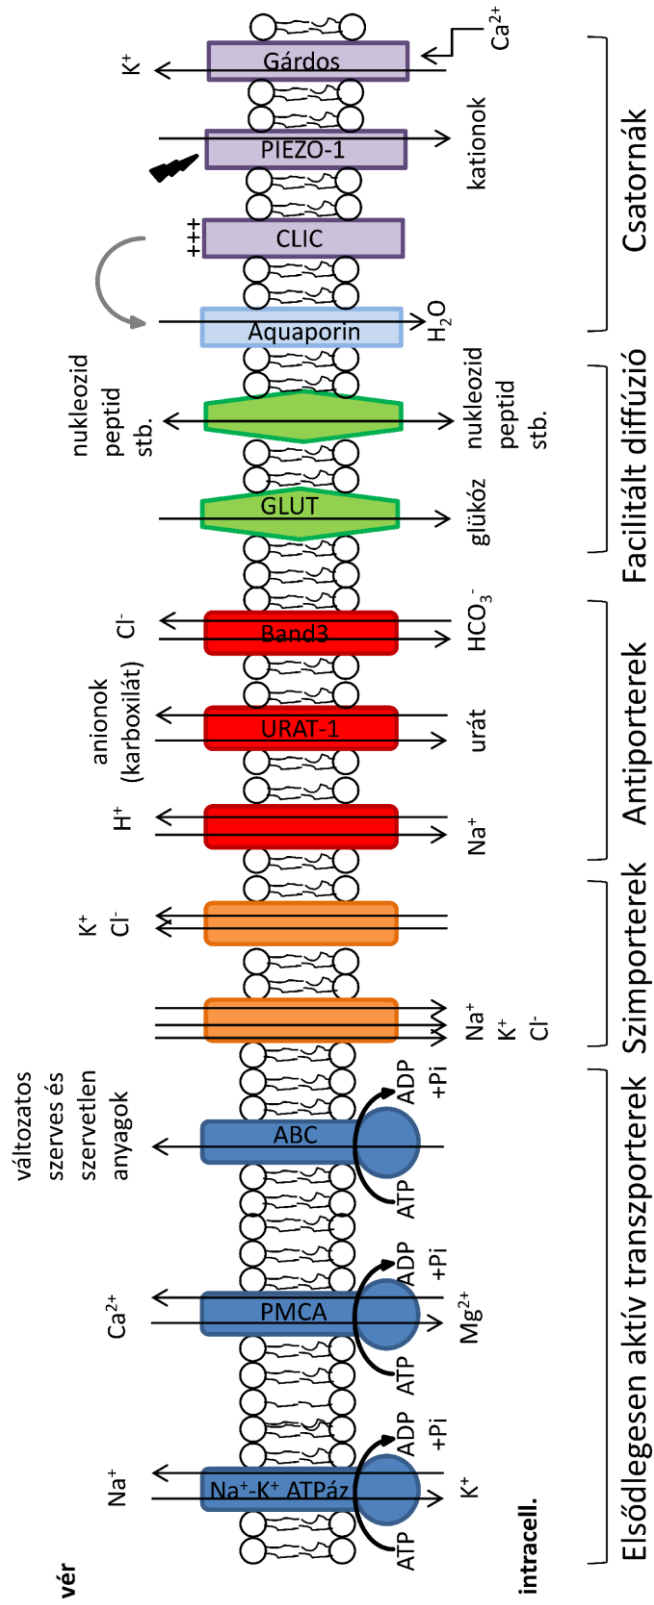 vér
Na⁺
Ca²⁺
változatos
szerves és
szervetlen
anyagok
K⁺
Cl⁻
H⁺
anionok
(karboxilát)
Cl⁻
nukleozid
peptid
stb.
+++
K⁺
Na⁺-K⁺ ATPáz
PMCA
ABC
URAT-1
Band3
GLUT
Aquaporin
CLIC
PIEZO-1
Gárdos
ATP
ADP
+Pi
ATP
ADP
+Pi
ATP
ADP
+Pi
intracell.
K⁺
Mg²⁺
Na⁺
K⁺
Cl⁻
Na⁺
urát
HCO₃⁻
glükóz
nukleozid
peptid
stb.
H₂O
kationok
Ca²⁺
Elsődlegesen aktív transzporterek
Szimporterek
Antiporterek
Facilitált diffúzió
Csatornák